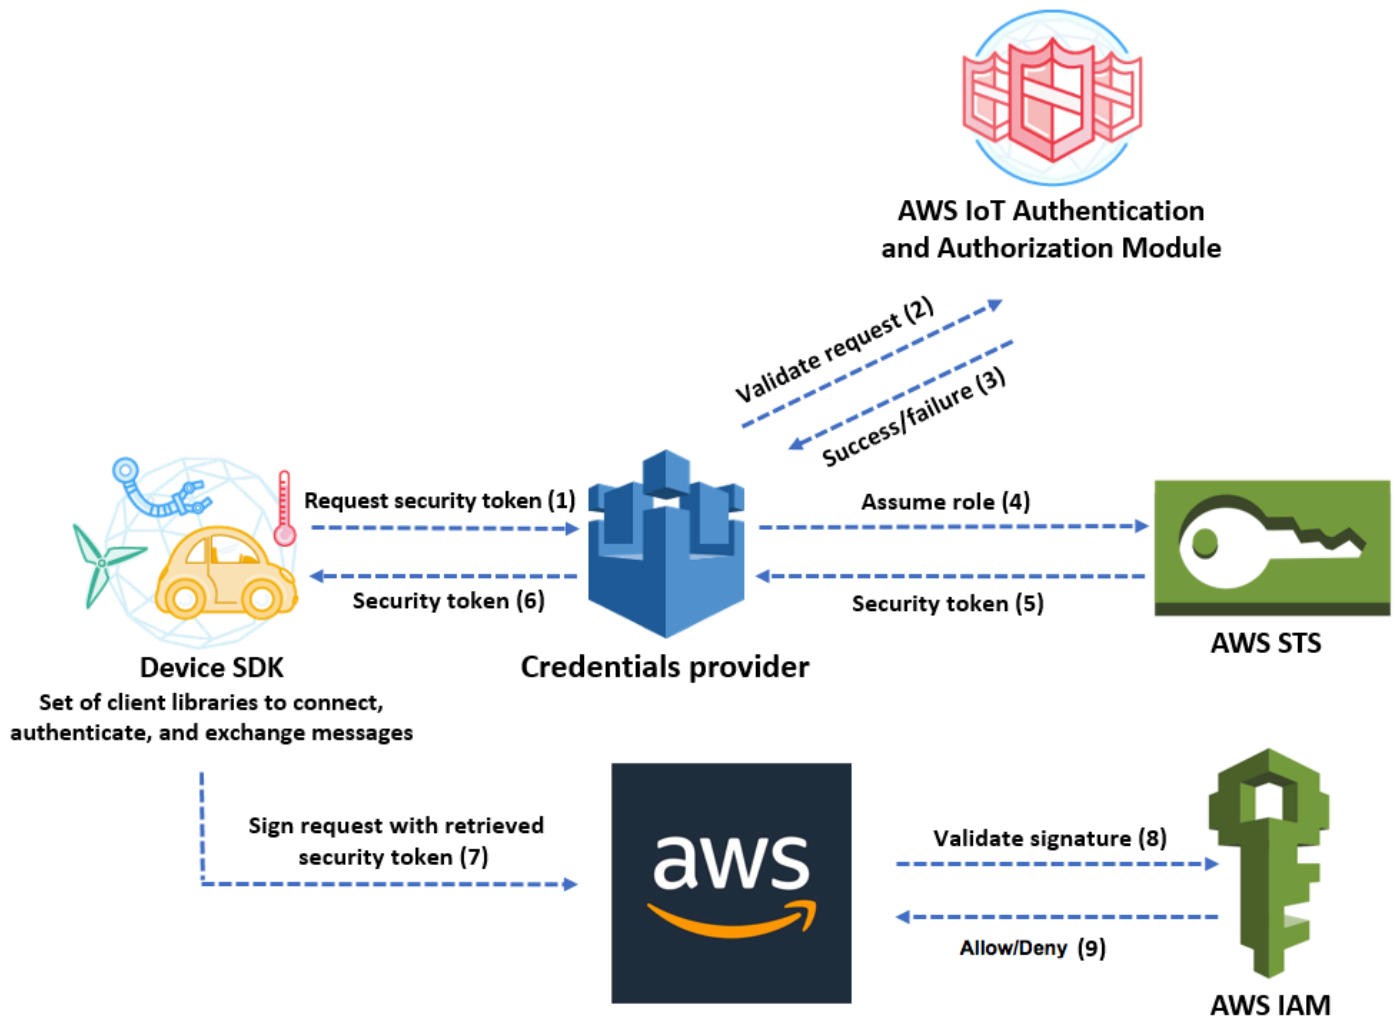 AWS IoT Authentication
and Authorization Module
Validate request (2)
Success/failure (3)
Request security token (1)
Assume role (4)
Security token (6)
Security token (5)
AWS STS
Device SDK
Credentials provider
Set of client libraries to connect,
authenticate, and exchange messages
Sign request with retrieved
security token (7)
aws
Validate signature (8)
Allow/Deny (9)
AWS IAM